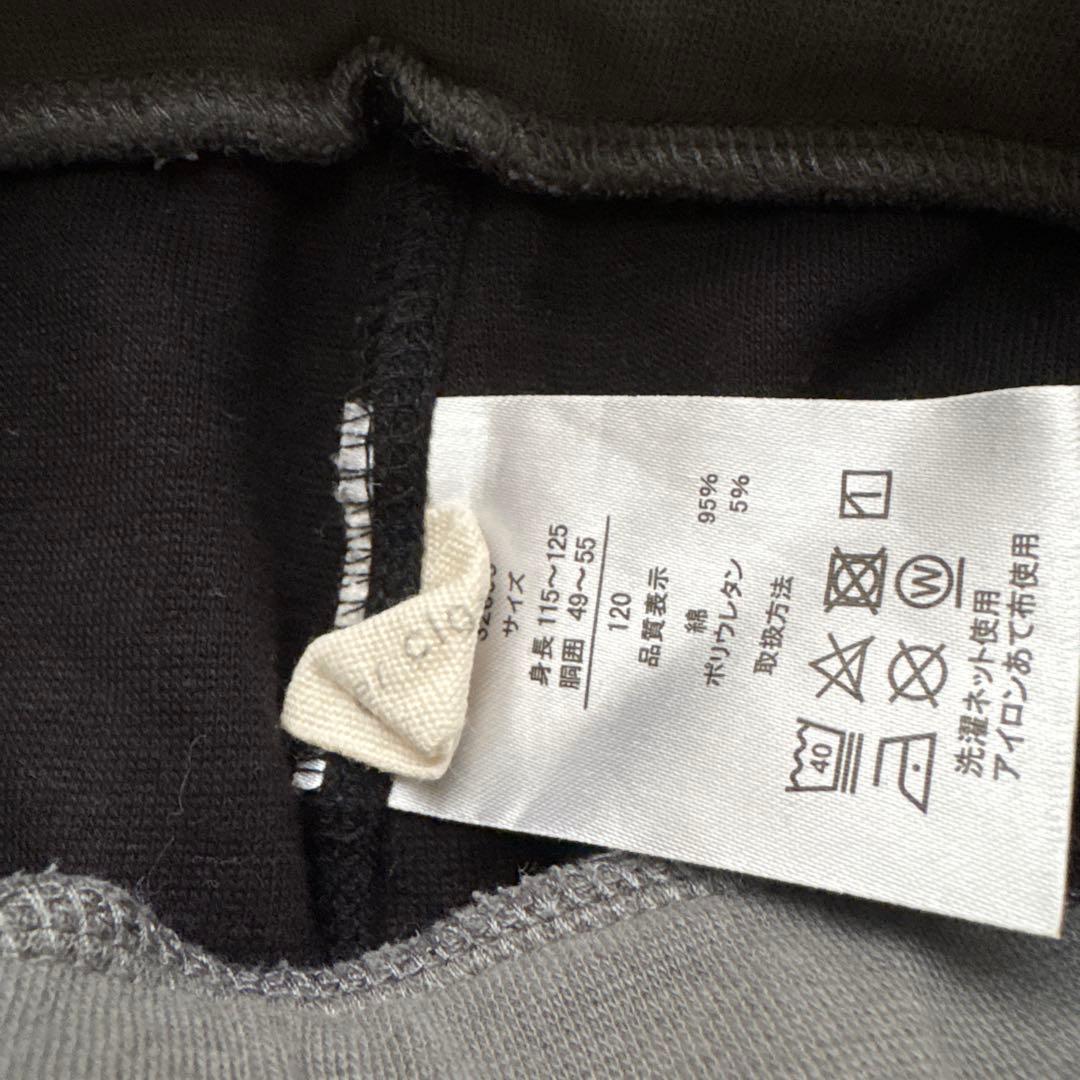 サイズ
身長 115～125
胴囲 49～55
120
品質表示
綿 95%
ポリウレタン 5%
取扱方法
40
W
洗濯ネット使用
アイロンあて布使用